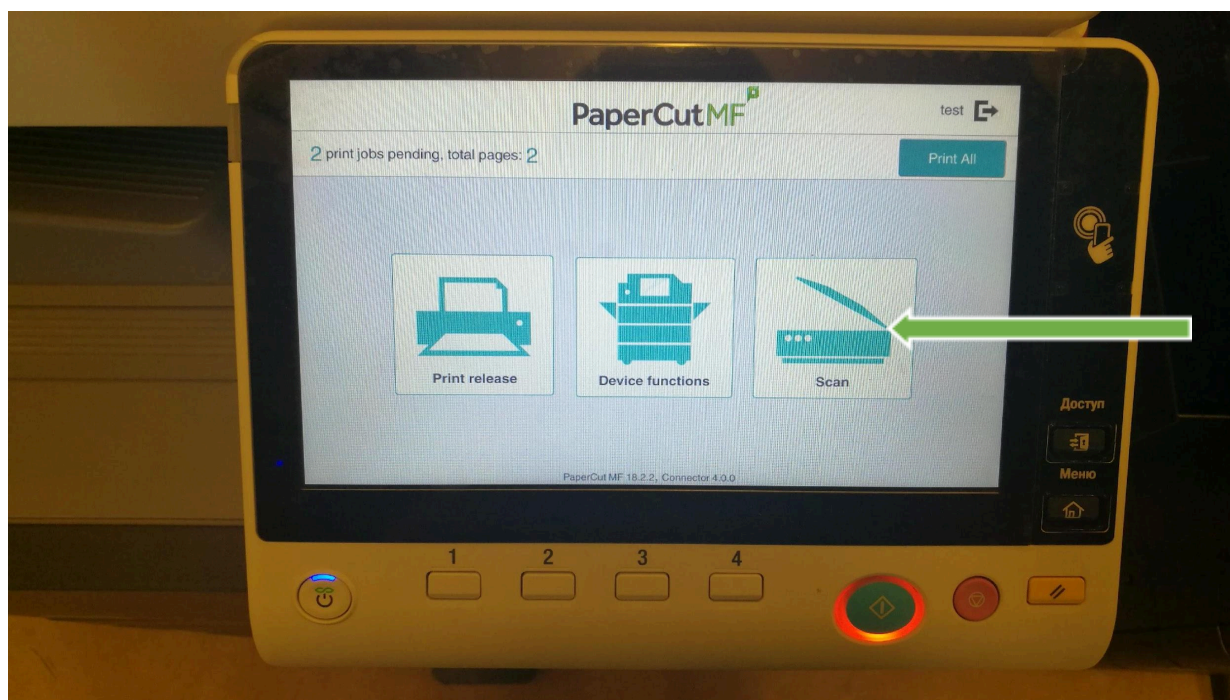 PaperCutMF
test
2 print jobs pending, total pages: 2
Print All
Print release
Device functions
Scan
PaperCut MF 18.2.2, Connector 4.0.0
Доступ
Меню
1 2 3 4